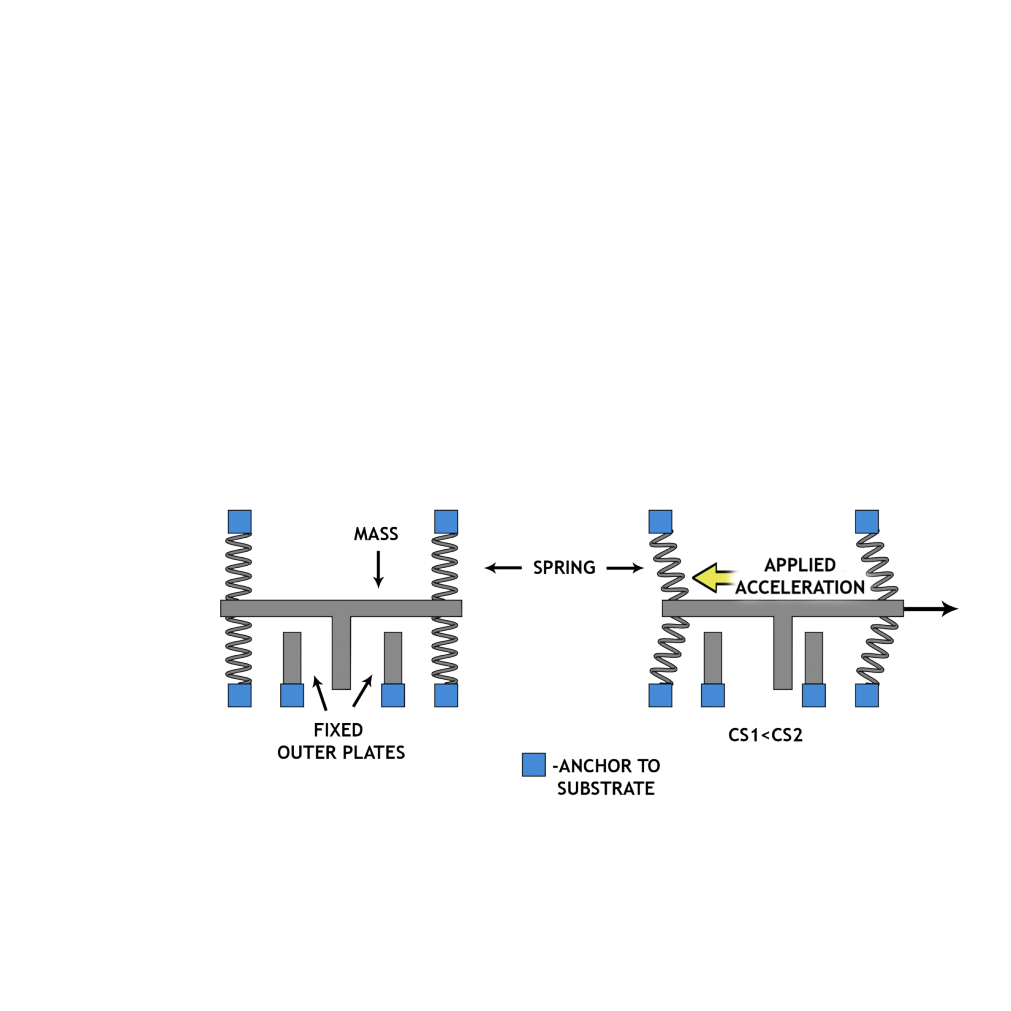 MASS
SPRING
APPLIED
ACCELERATION
FIXED
OUTER PLATES
CS1<CS2
-ANCHOR TO
SUBSTRATE